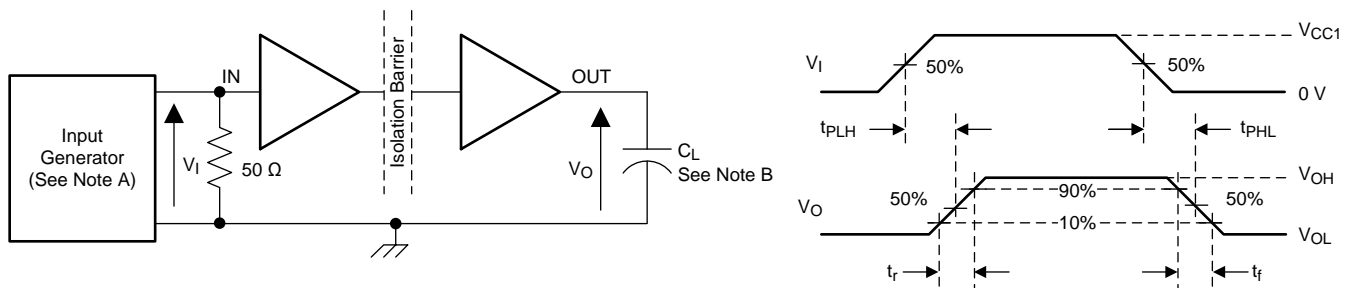 Input
Generator
(See Note A)
IN
VI
50 Ω
Isolation Barrier
OUT
VO
CL
See Note B
VI
50%
50%
VCC1
0 V
tPLH
tPHL
VO
50%
90%
10%
50%
VOH
VOL
tr
tf